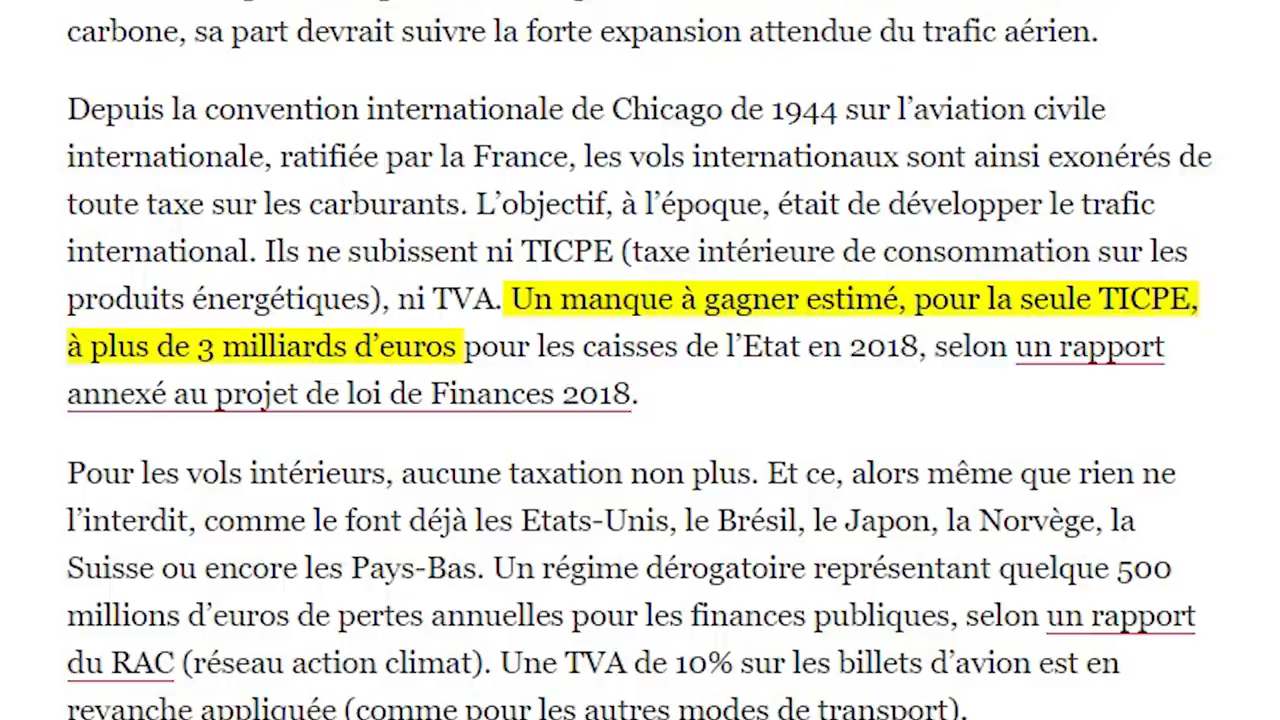 carbone, sa part devrait suivre la forte expansion attendue du trafic aérien.
Depuis la convention internationale de Chicago de 1944 sur l’aviation civile
internationale, ratifiée par la France, les vols internationaux sont ainsi exonérés de
toute taxe sur les carburants. L’objectif, à l’époque, était de développer le trafic
international. Ils ne subissent ni TICPE (taxe intérieure de consommation sur les
produits énergétiques), ni TVA. Un manque à gagner estimé, pour la seule TICPE,
à plus de 3 milliards d’euros pour les caisses de l’Etat en 2018, selon un rapport
annexé au projet de loi de Finances 2018.
Pour les vols intérieurs, aucune taxation non plus. Et ce, alors même que rien ne
l’interdit, comme le font déjà les Etats-Unis, le Brésil, le Japon, la Norvège, la
Suisse ou encore les Pays-Bas. Un régime dérogatoire représentant quelque 500
millions d’euros de pertes annuelles pour les finances publiques, selon un rapport
du RAC (réseau action climat). Une TVA de 10% sur les billets d’avion est en
revanche appliquée (comme pour les autres modes de transport).